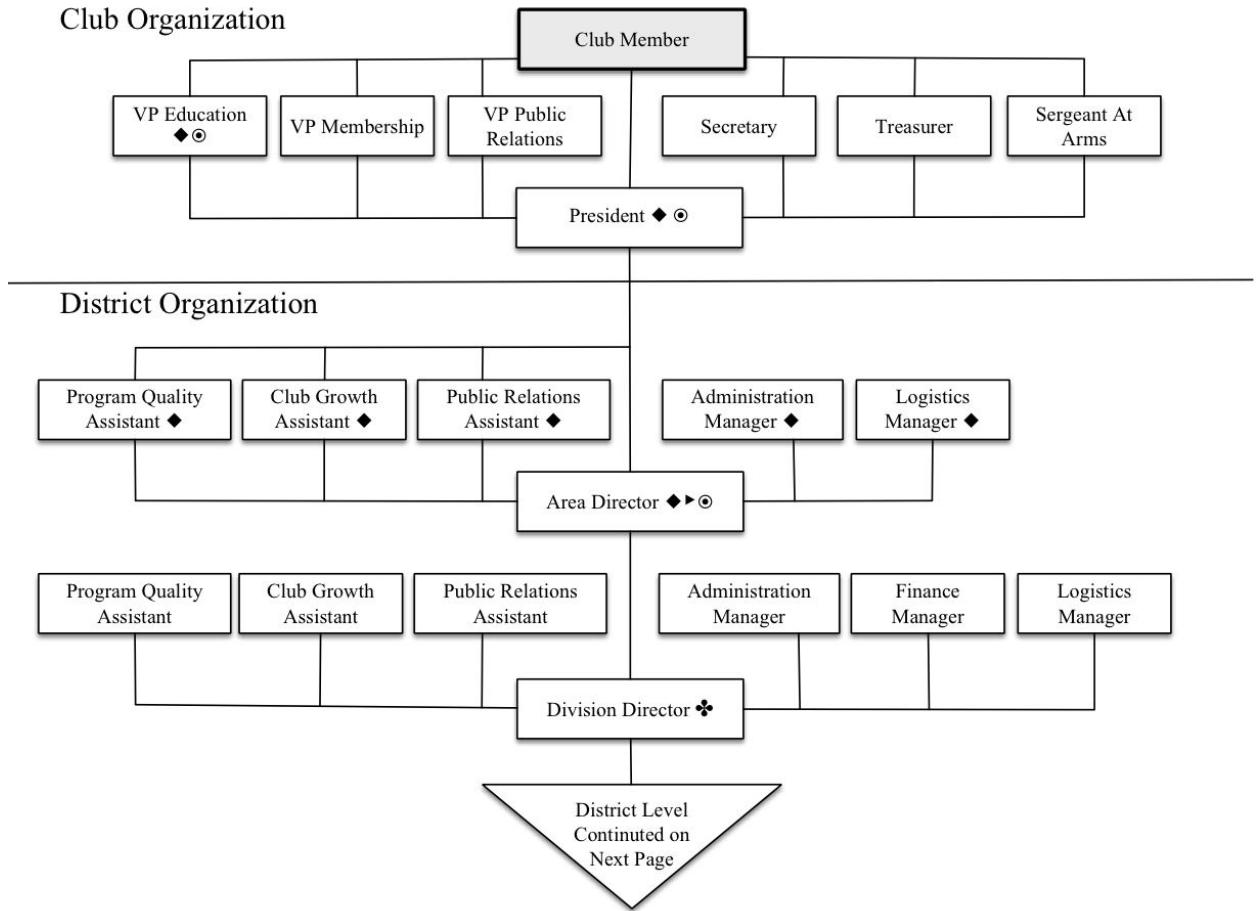 Club Organization
Club Member
VP Education
◆ ⦿
VP Membership
VP Public
Relations
Secretary
Treasurer
Sergeant At
Arms
President ◆ ⦿
District Organization
Program Quality
Assistant ◆
Club Growth
Assistant ◆
Public Relations
Assistant ◆
Administration
Manager ◆
Logistics
Manager ◆
Area Director ◆ ▶ ⦿
Program Quality
Assistant
Club Growth
Assistant
Public Relations
Assistant
Administration
Manager
Finance
Manager
Logistics
Manager
Division Director ✤
District Level
Continuted on
Next Page